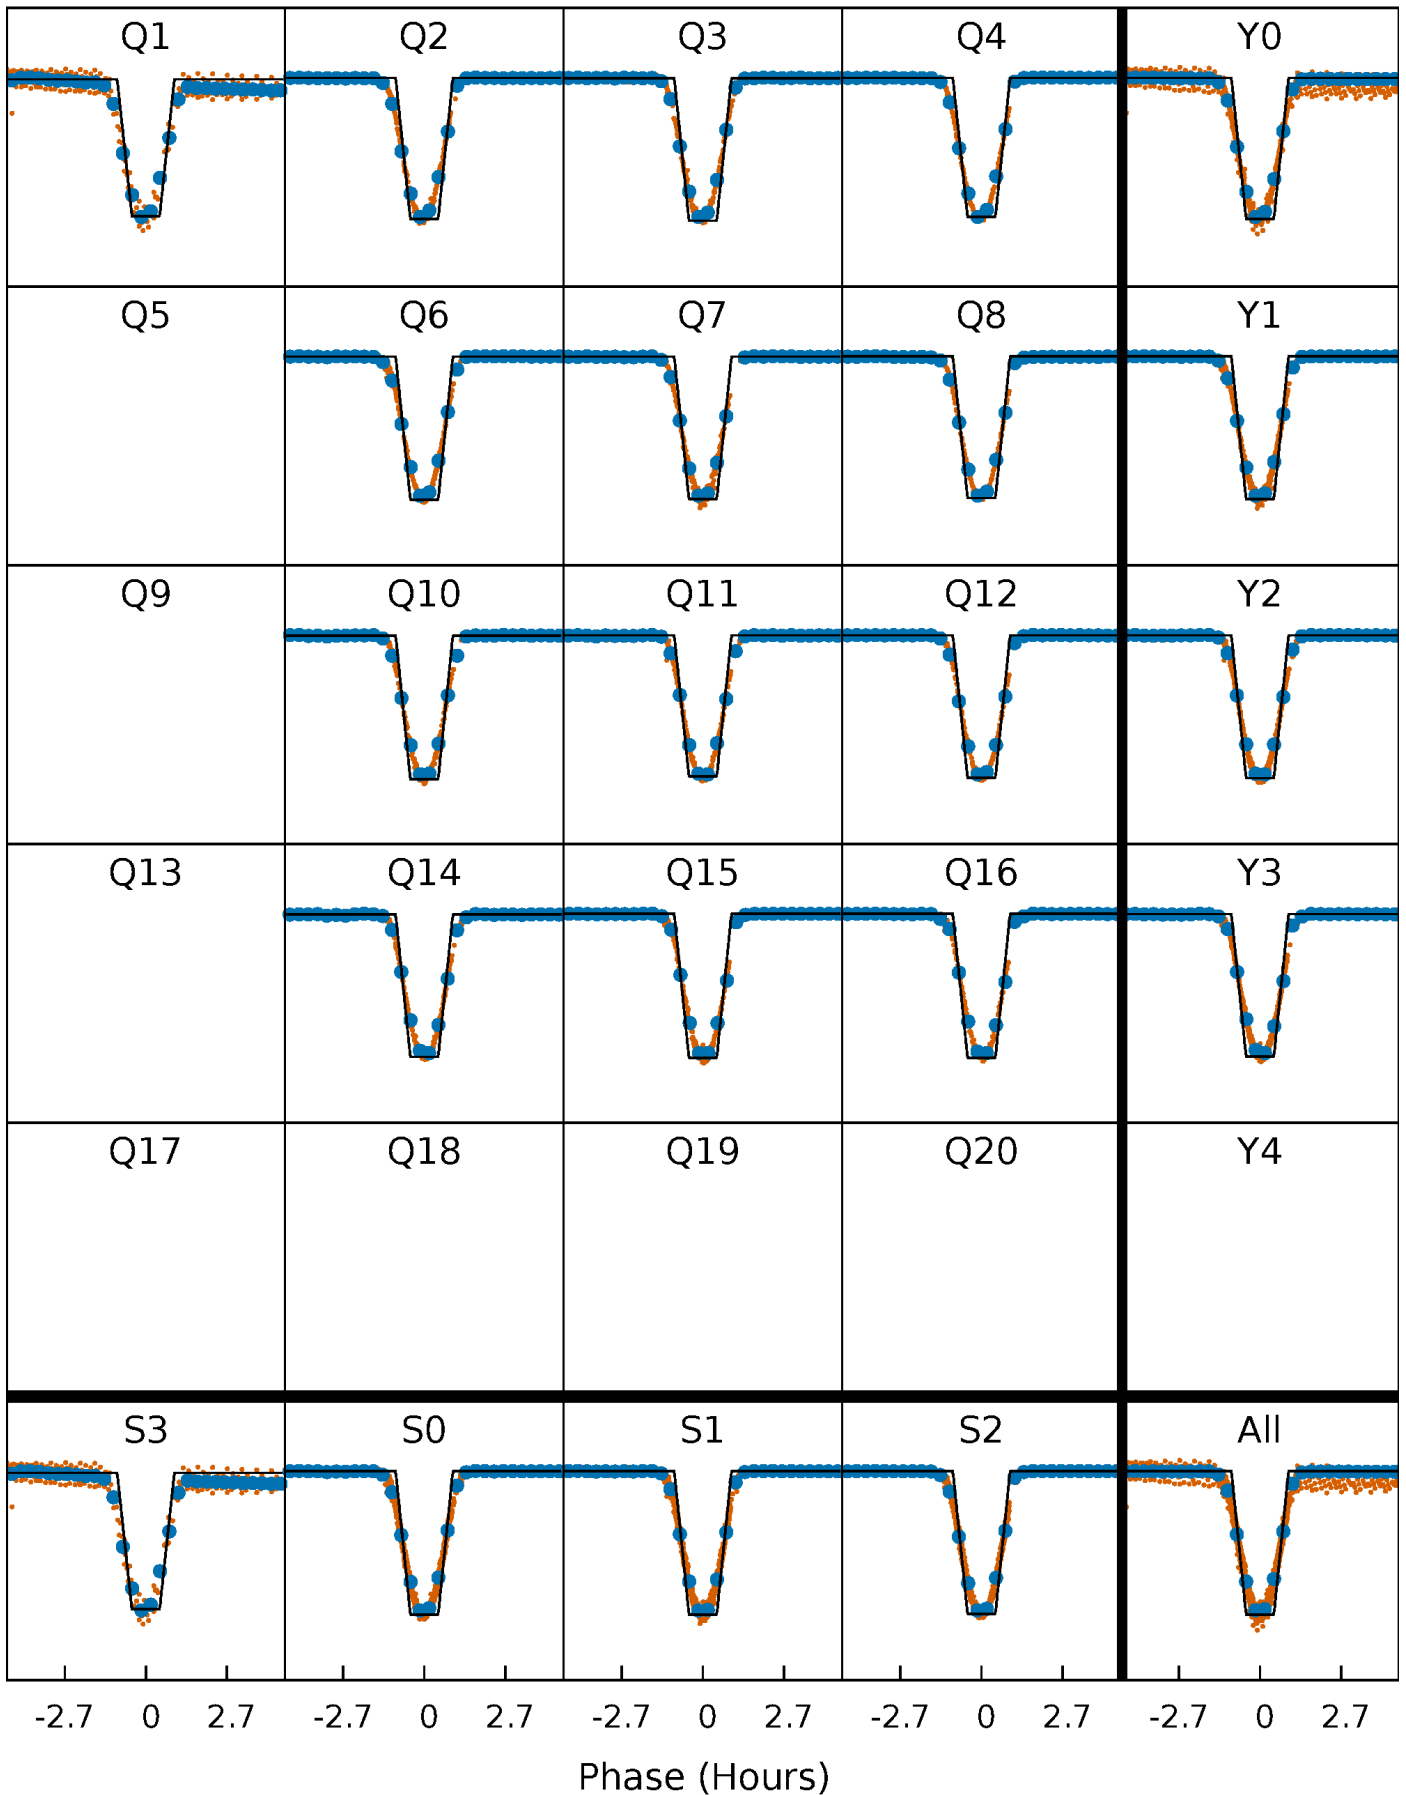 Q1 Q2 Q3 Q4 Y0
Q5 Q6 Q7 Q8 Y1
Q9 Q10 Q11 Q12 Y2
Q13 Q14 Q15 Q16 Y3
Q17 Q18 Q19 Q20 Y4
S3 S0 S1 S2 All
-2.7 0 2.7 -2.7 0 2.7 -2.7 0 2.7 -2.7 0 2.7 -2.7 0 2.7
Phase (Hours)